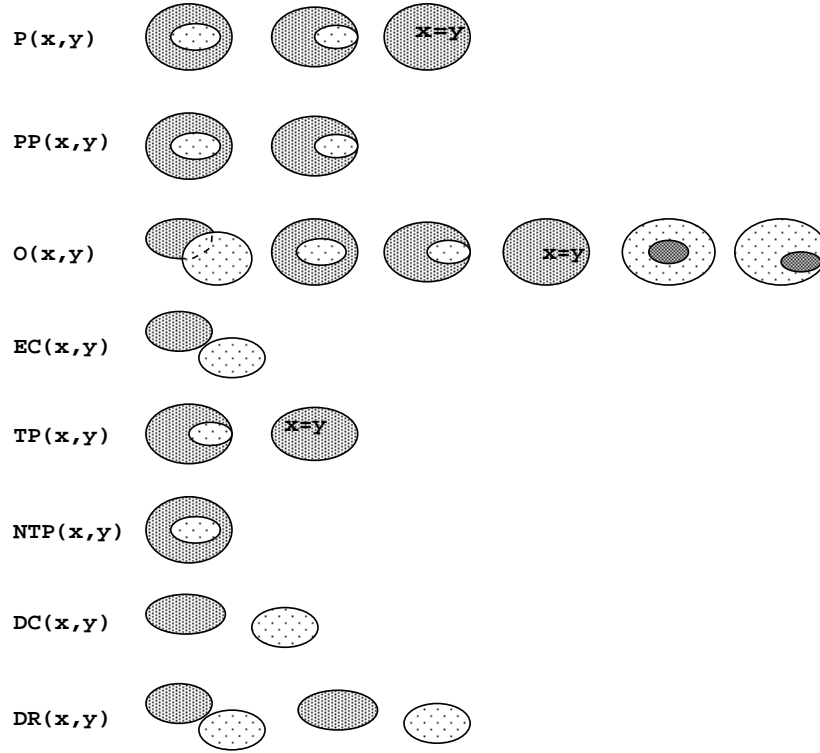 P(x,y) x=y
PP(x,y)
O(x,y) x=y
EC(x,y)
TP(x,y) x=y
NTP(x,y)
DC(x,y)
DR(x,y)